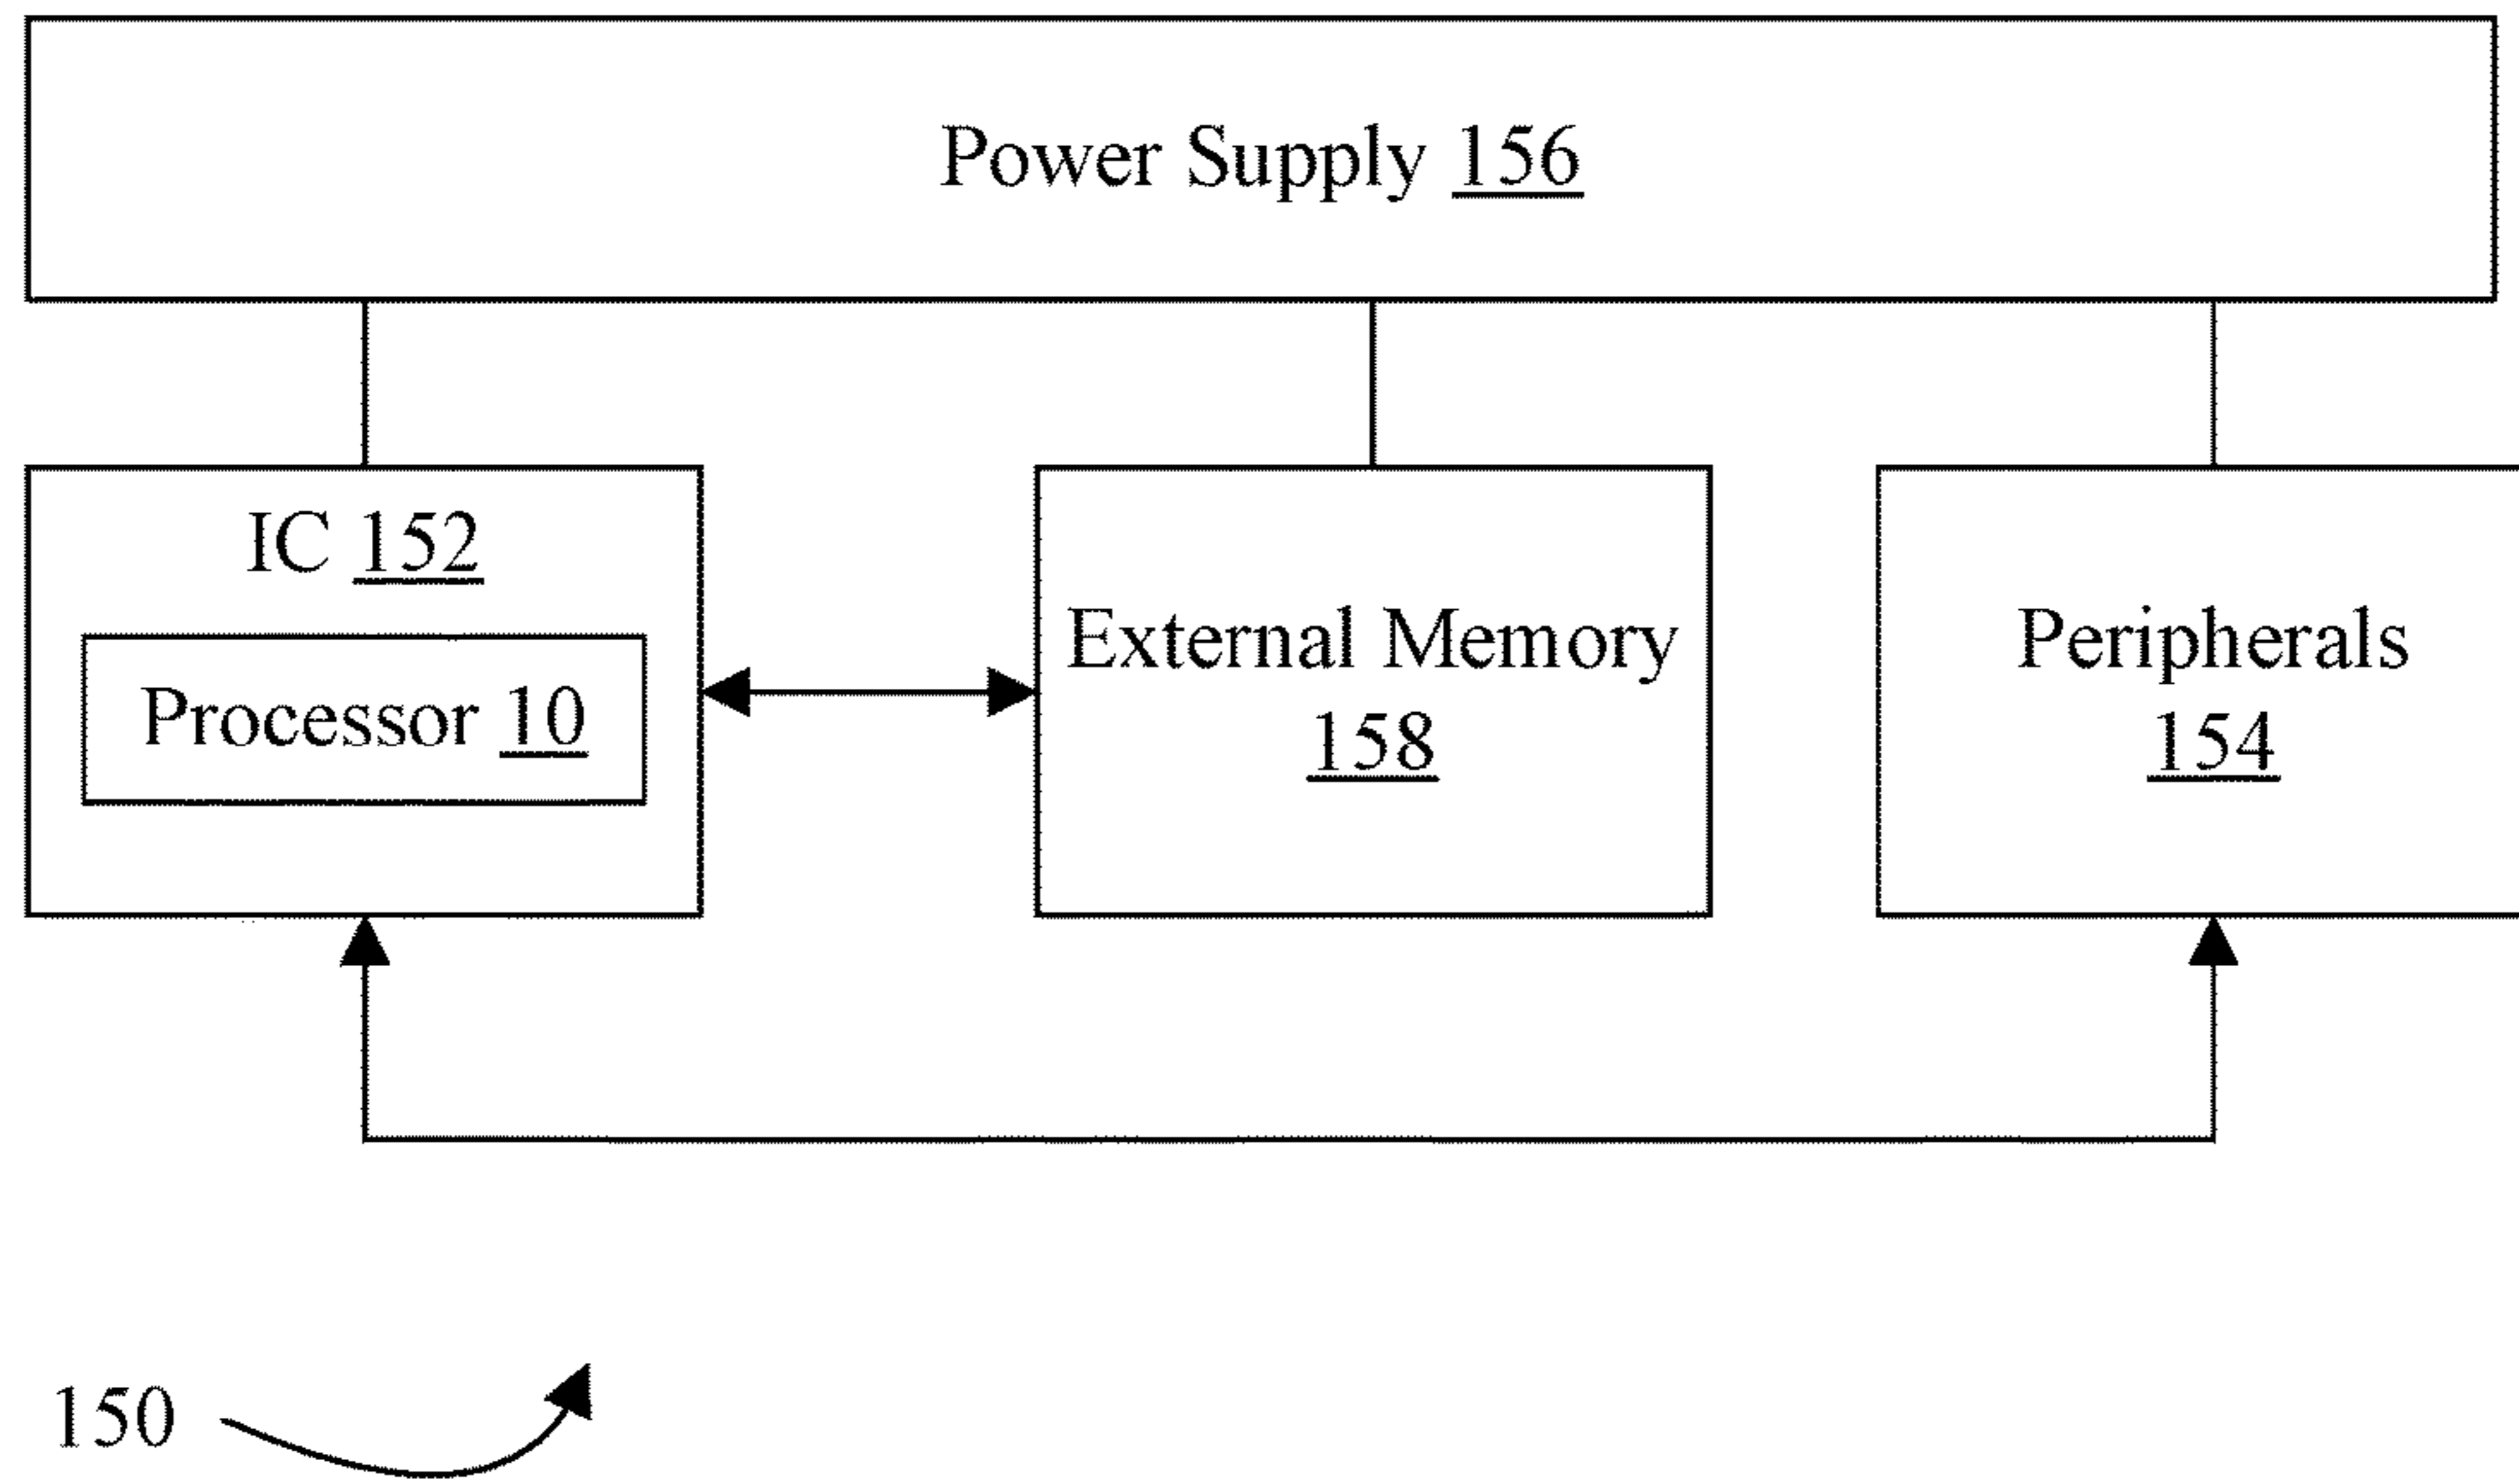 Power Supply 156
IC 152
Processor 10
External Memory
158
Peripherals
154
150